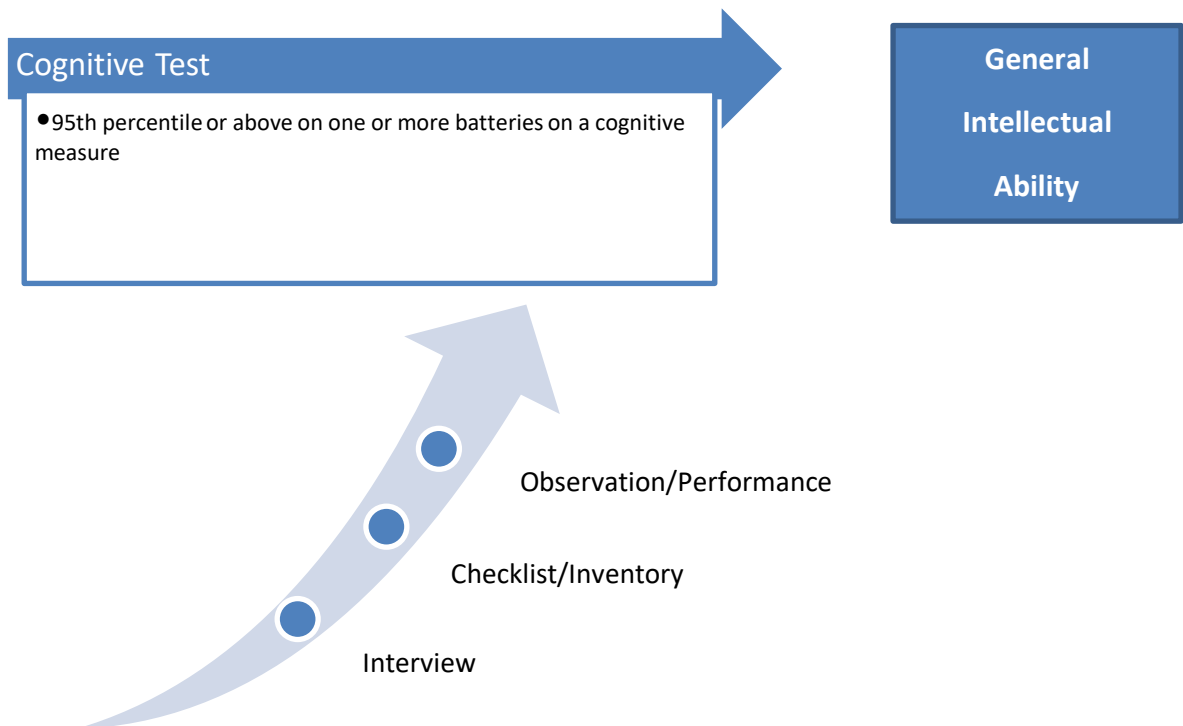 Cognitive Test
•95th percentile or above on one or more batteries on a cognitive
measure
General
Intellectual
Ability
Observation/Performance
Checklist/Inventory
Interview